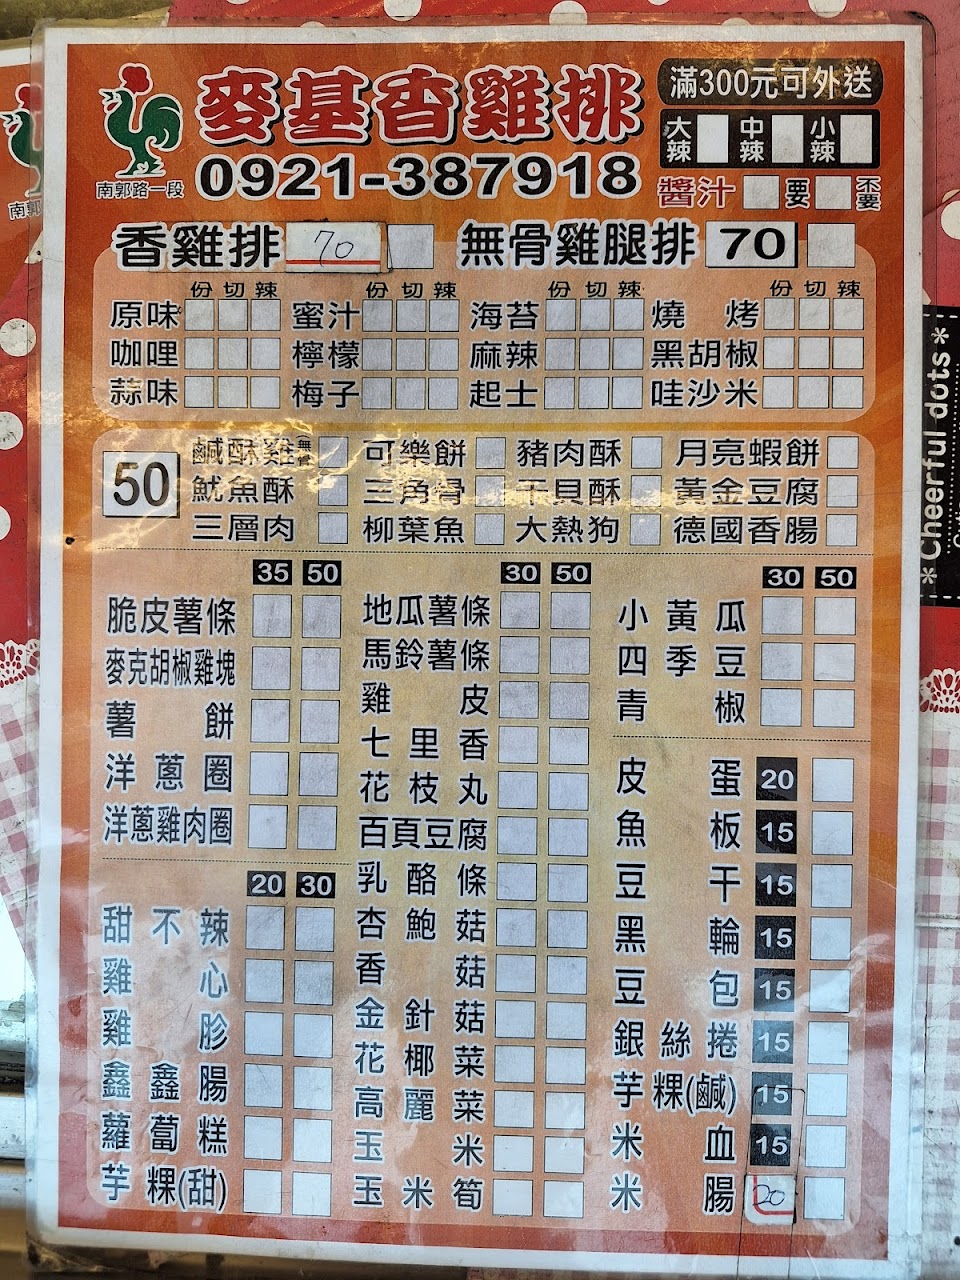 麥基香雞排
0921-387918
南郭路一段
滿300元可外送
大辣 中辣 小辣
醬汁 要 不要
香雞排 70 無骨雞腿排 70
份切辣 份切辣 份切辣 份切辣
原味 蜜汁 海苔 燒烤
咖哩 檸檬 麻辣 黑胡椒
蒜味 梅子 起士 哇沙米
50
鹹酥雞無骨 可樂餅 豬肉酥 月亮蝦餅
魷魚酥 三角骨 干貝酥 黃金豆腐
三層肉 柳葉魚 大熱狗 德國香腸
35 50
脆皮薯條
麥克胡椒雞塊
薯餅
洋蔥圈
洋蔥雞肉圈
20 30
甜不辣
雞心
雞胗
鑫鑫腸
蘿蔔糕
芋粿(甜)
30 50
地瓜薯條
馬鈴薯條
雞皮
七里香
花枝丸
百頁豆腐
乳酪條
杏鮑菇
香菇
金針菇
花椰菜
高麗菜
玉米
玉米筍
30 50
小黃瓜
四季豆
青椒
皮蛋 20
魚板 15
豆干 15
黑輪 15
豆包 15
銀絲捲 15
芋粿(鹹) 15
米血 15
米腸 20
*Cheerful dots*
南郭